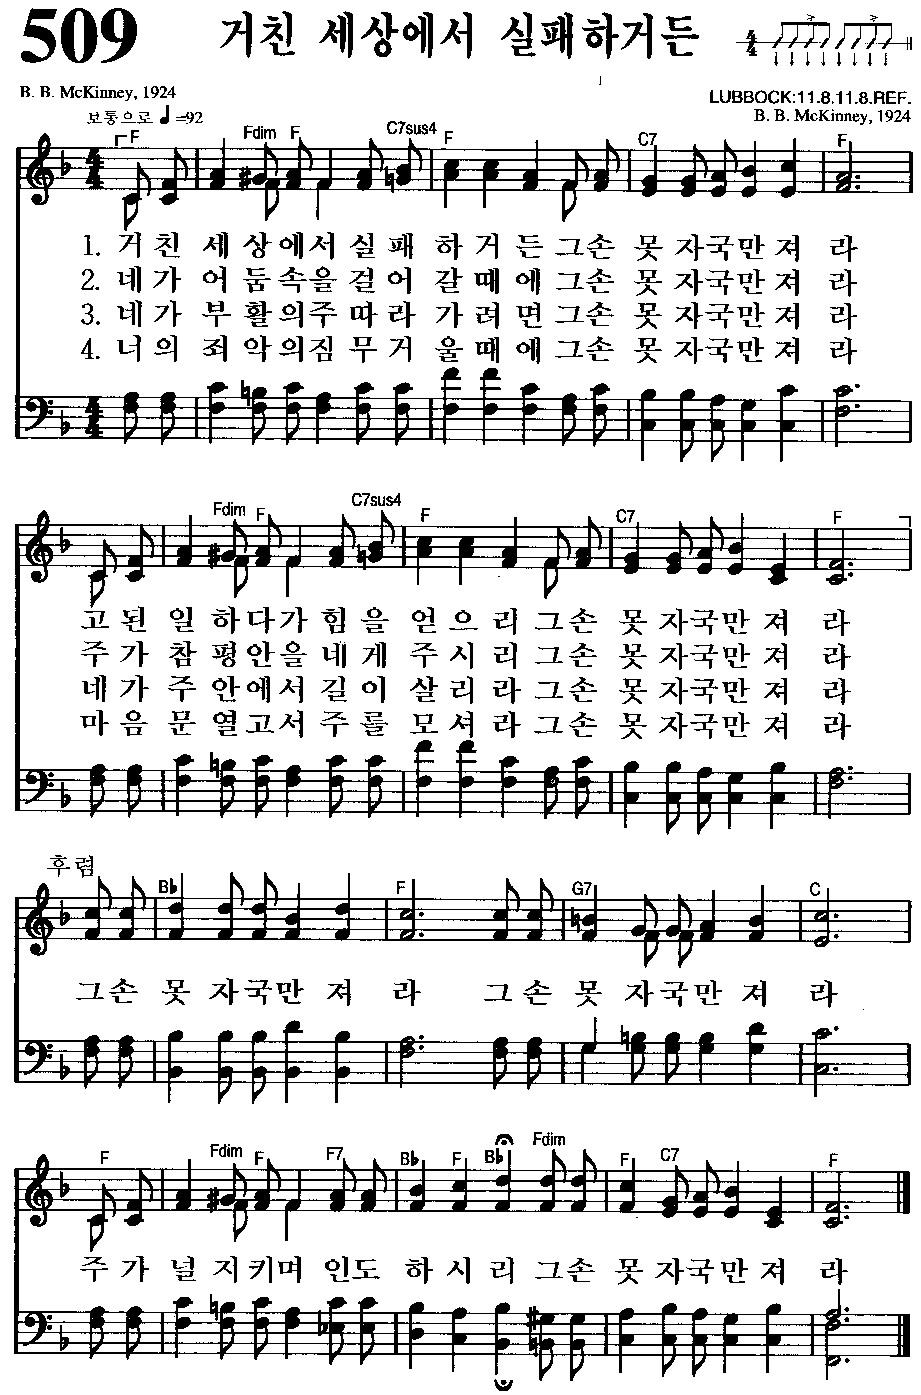 509 거친 세상에서 실패하거든
B. B. McKinney, 1924
LUBBOCK:11.8.11.8.REF.
보통으로 ♩=92
B. B. McKinney, 1924
F Fdim F C7sus4 F C7 F
1. 거 친 세 상에서 실 패 하 거 든 그손 못 자국만 져 라
2. 네 가 여 둠속을 걸 어 갈 때 에 그손 못 자국만 져 라
3. 네 가 부 활의주 따 라 가 려 면 그손 못 자국만 져 라
4. 너 의 죄 악의짐 무 거 울 때 에 그손 못 자국만 져 라
Fdim F C7sus4 F C7 F
고 된 일 하다가 힘 을 얻 으 리 그손 못 자국만 져 라
주 가 참 평안을 네 게 주 시 리 그손 못 자국만 져 라
네 가 주 안에서 길 이 살 리 라 그손 못 자국만 져 라
마 음 문 열고서 주 를 모 셔 라 그손 못 자국만 져 라
후렴
B♭ F G7 C
그손 못 자국만 져 라 그손 못 자국만 져 라
F Fdim F F7 B♭ F B♭ Fdim F C7 F
주 가 널 지키며 인도 하 시 리 그손 못 자국만 져 라